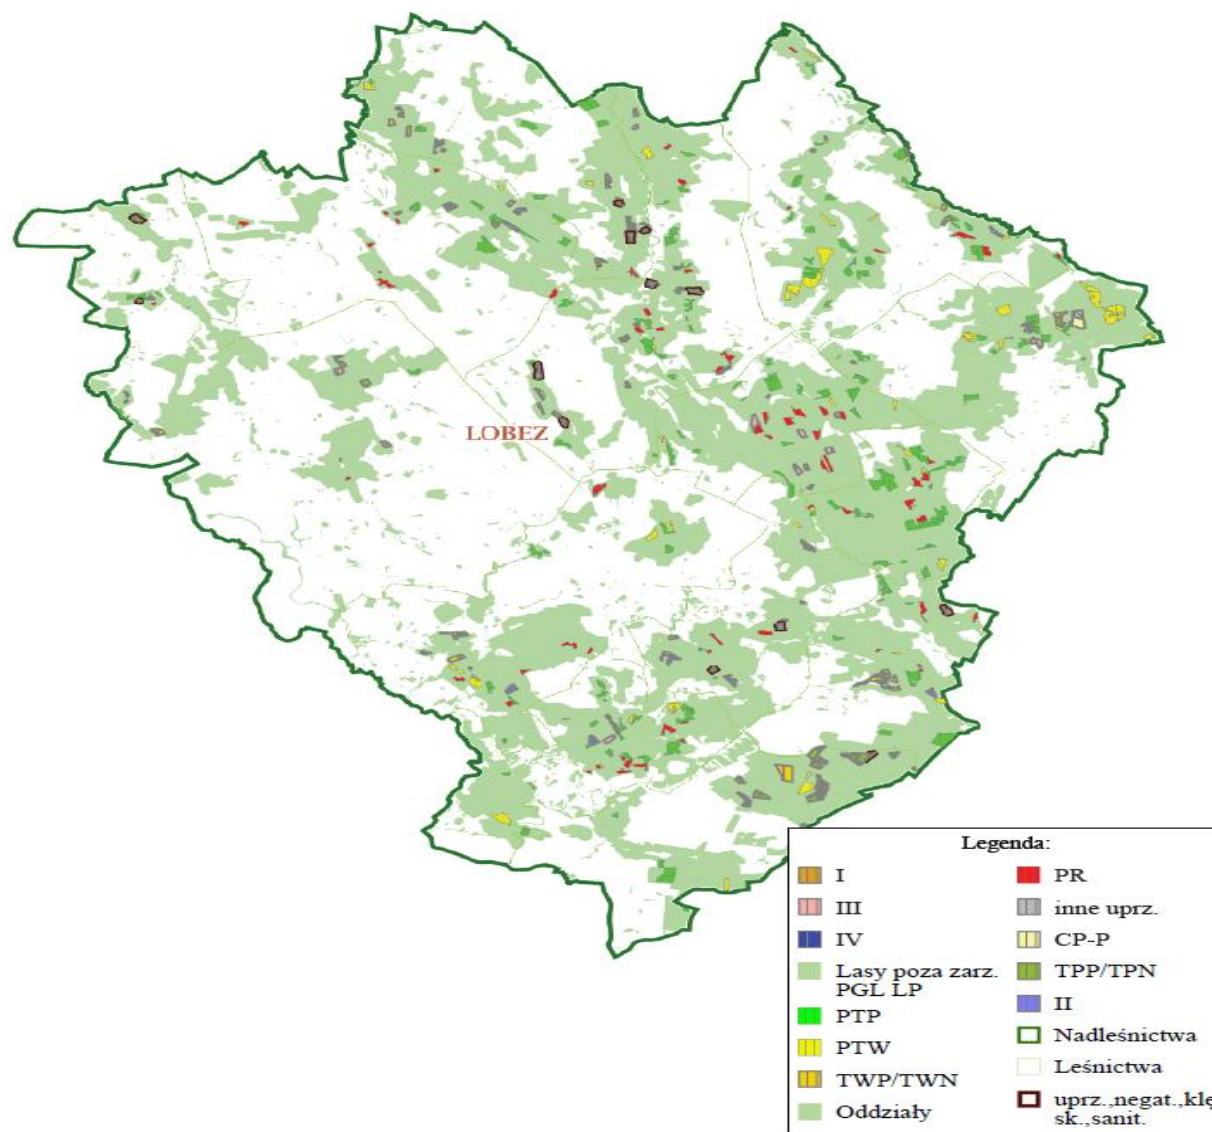 LOBEZ
Legenda:
I
III
IV
Lasy poza zarz.
PGL LP
PTP
PTW
TWP/TWN
Oddziały
PR
inne uprz.
CP-P
TPP/TPN
II
Nadleśnictwa
Leśnictwa
uprz.,negat.,klę
sk.,sanit.